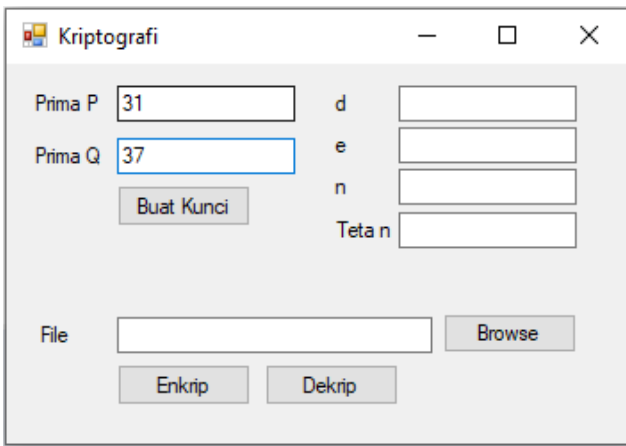 Kriptografi
Prima P 31
d
Prima Q 37
e
n
Buat Kunci
Teta n
File
Browse
Enkrip Dekrip